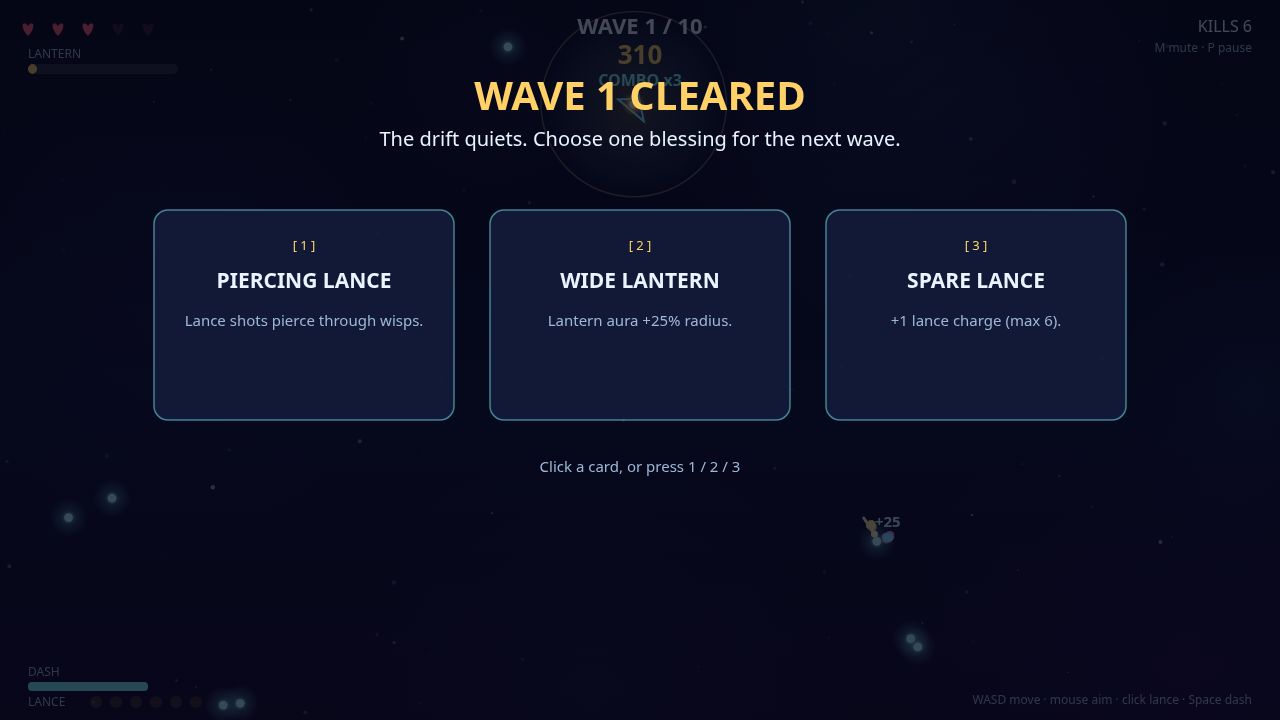 WAVE 1 / 10
KILLS 6
310
M mute · P pause
LANTERN
COMBO x3
WAVE 1 CLEARED
The drift quiets. Choose one blessing for the next wave.
[ 1 ]
PIERCING LANCE
Lance shots pierce through wisps.
[ 2 ]
WIDE LANTERN
Lantern aura +25% radius.
[ 3 ]
SPARE LANCE
+1 lance charge (max 6).
Click a card, or press 1 / 2 / 3
+25
DASH
LANCE
WASD move · mouse aim · click lance · Space dash